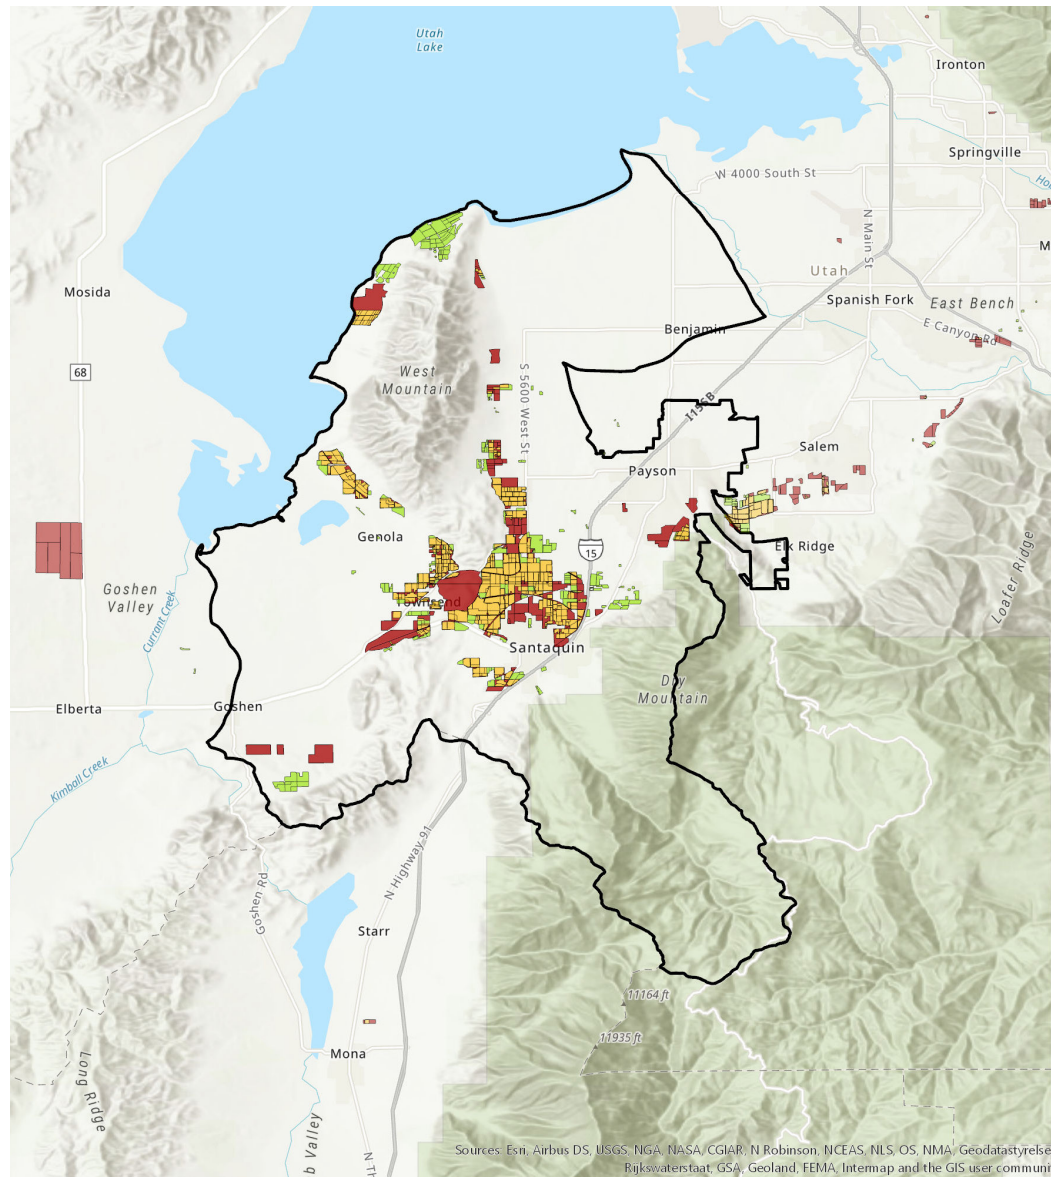 Utah
Lake
Ironton
Springville
W 4000 South St
N Main St
Utah
Mosida
Spanish Fork
East Bench
E Canyon Rd
Benjamin
68
West
Mountain
S 5600 West St
I15SB
Salem
Payson
Genola
15
Elk Ridge
Goshen
Valley
Loafer Ridge
Currant Creek
Townsend
Santaquin
Dry
Mountain
Elberta
Goshen
Kimball Creek
N Highway 91
Goshen Rd
Starr
11164 ft
11935 ft
Mona
Long Ridge
b Valley
N Th
Sources: Esri, Airbus DS, USGS, NGA, NASA, CGIAR, N Robinson, NCEAS, NLS, OS, NMA, Geodatastyrelse
Rijkswaterstaat, GSA, Geoland, FEMA, Intermap and the GIS user communi